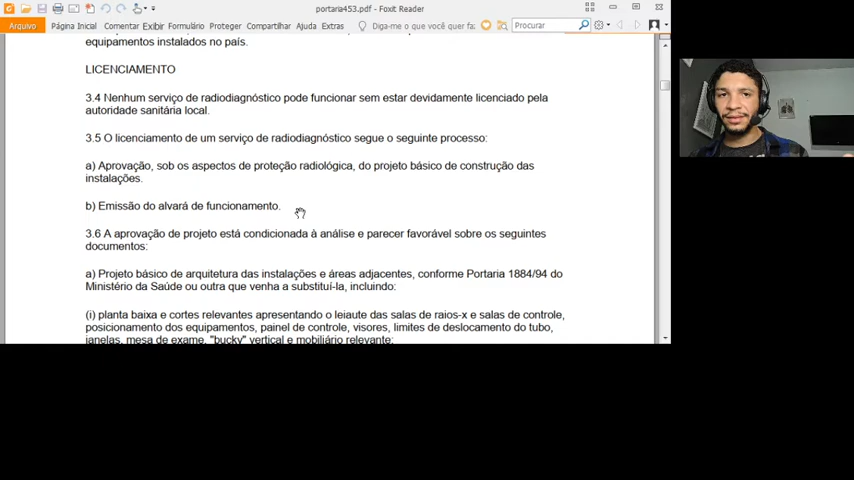 portaria453.pdf - Foxit Reader
Arquivo Página Inicial Comentar Exibir Formulário Proteger Compartilhar Ajuda Extras Diga-me o que você quer fa: Procurar
equipamentos instalados no país.
LICENCIAMENTO
3.4 Nenhum serviço de radiodiagnóstico pode funcionar sem estar devidamente licenciado pela
autoridade sanitária local.
3.5 O licenciamento de um serviço de radiodiagnóstico segue o seguinte processo:
a) Aprovação, sob os aspectos de proteção radiológica, do projeto básico de construção das
instalações.
b) Emissão do alvará de funcionamento.
3.6 A aprovação de projeto está condicionada à análise e parecer favorável sobre os seguintes
documentos:
a) Projeto básico de arquitetura das instalações e áreas adjacentes, conforme Portaria 1884/94 do
Ministério da Saúde ou outra que venha a substituí-la, incluindo:
(i) planta baixa e cortes relevantes apresentando o leiaute das salas de raios-x e salas de controle,
posicionamento dos equipamentos, painel de controle, visores, limites de deslocamento do tubo,
janelas, mesa de exame, "bucky" vertical e mobiliário relevante;